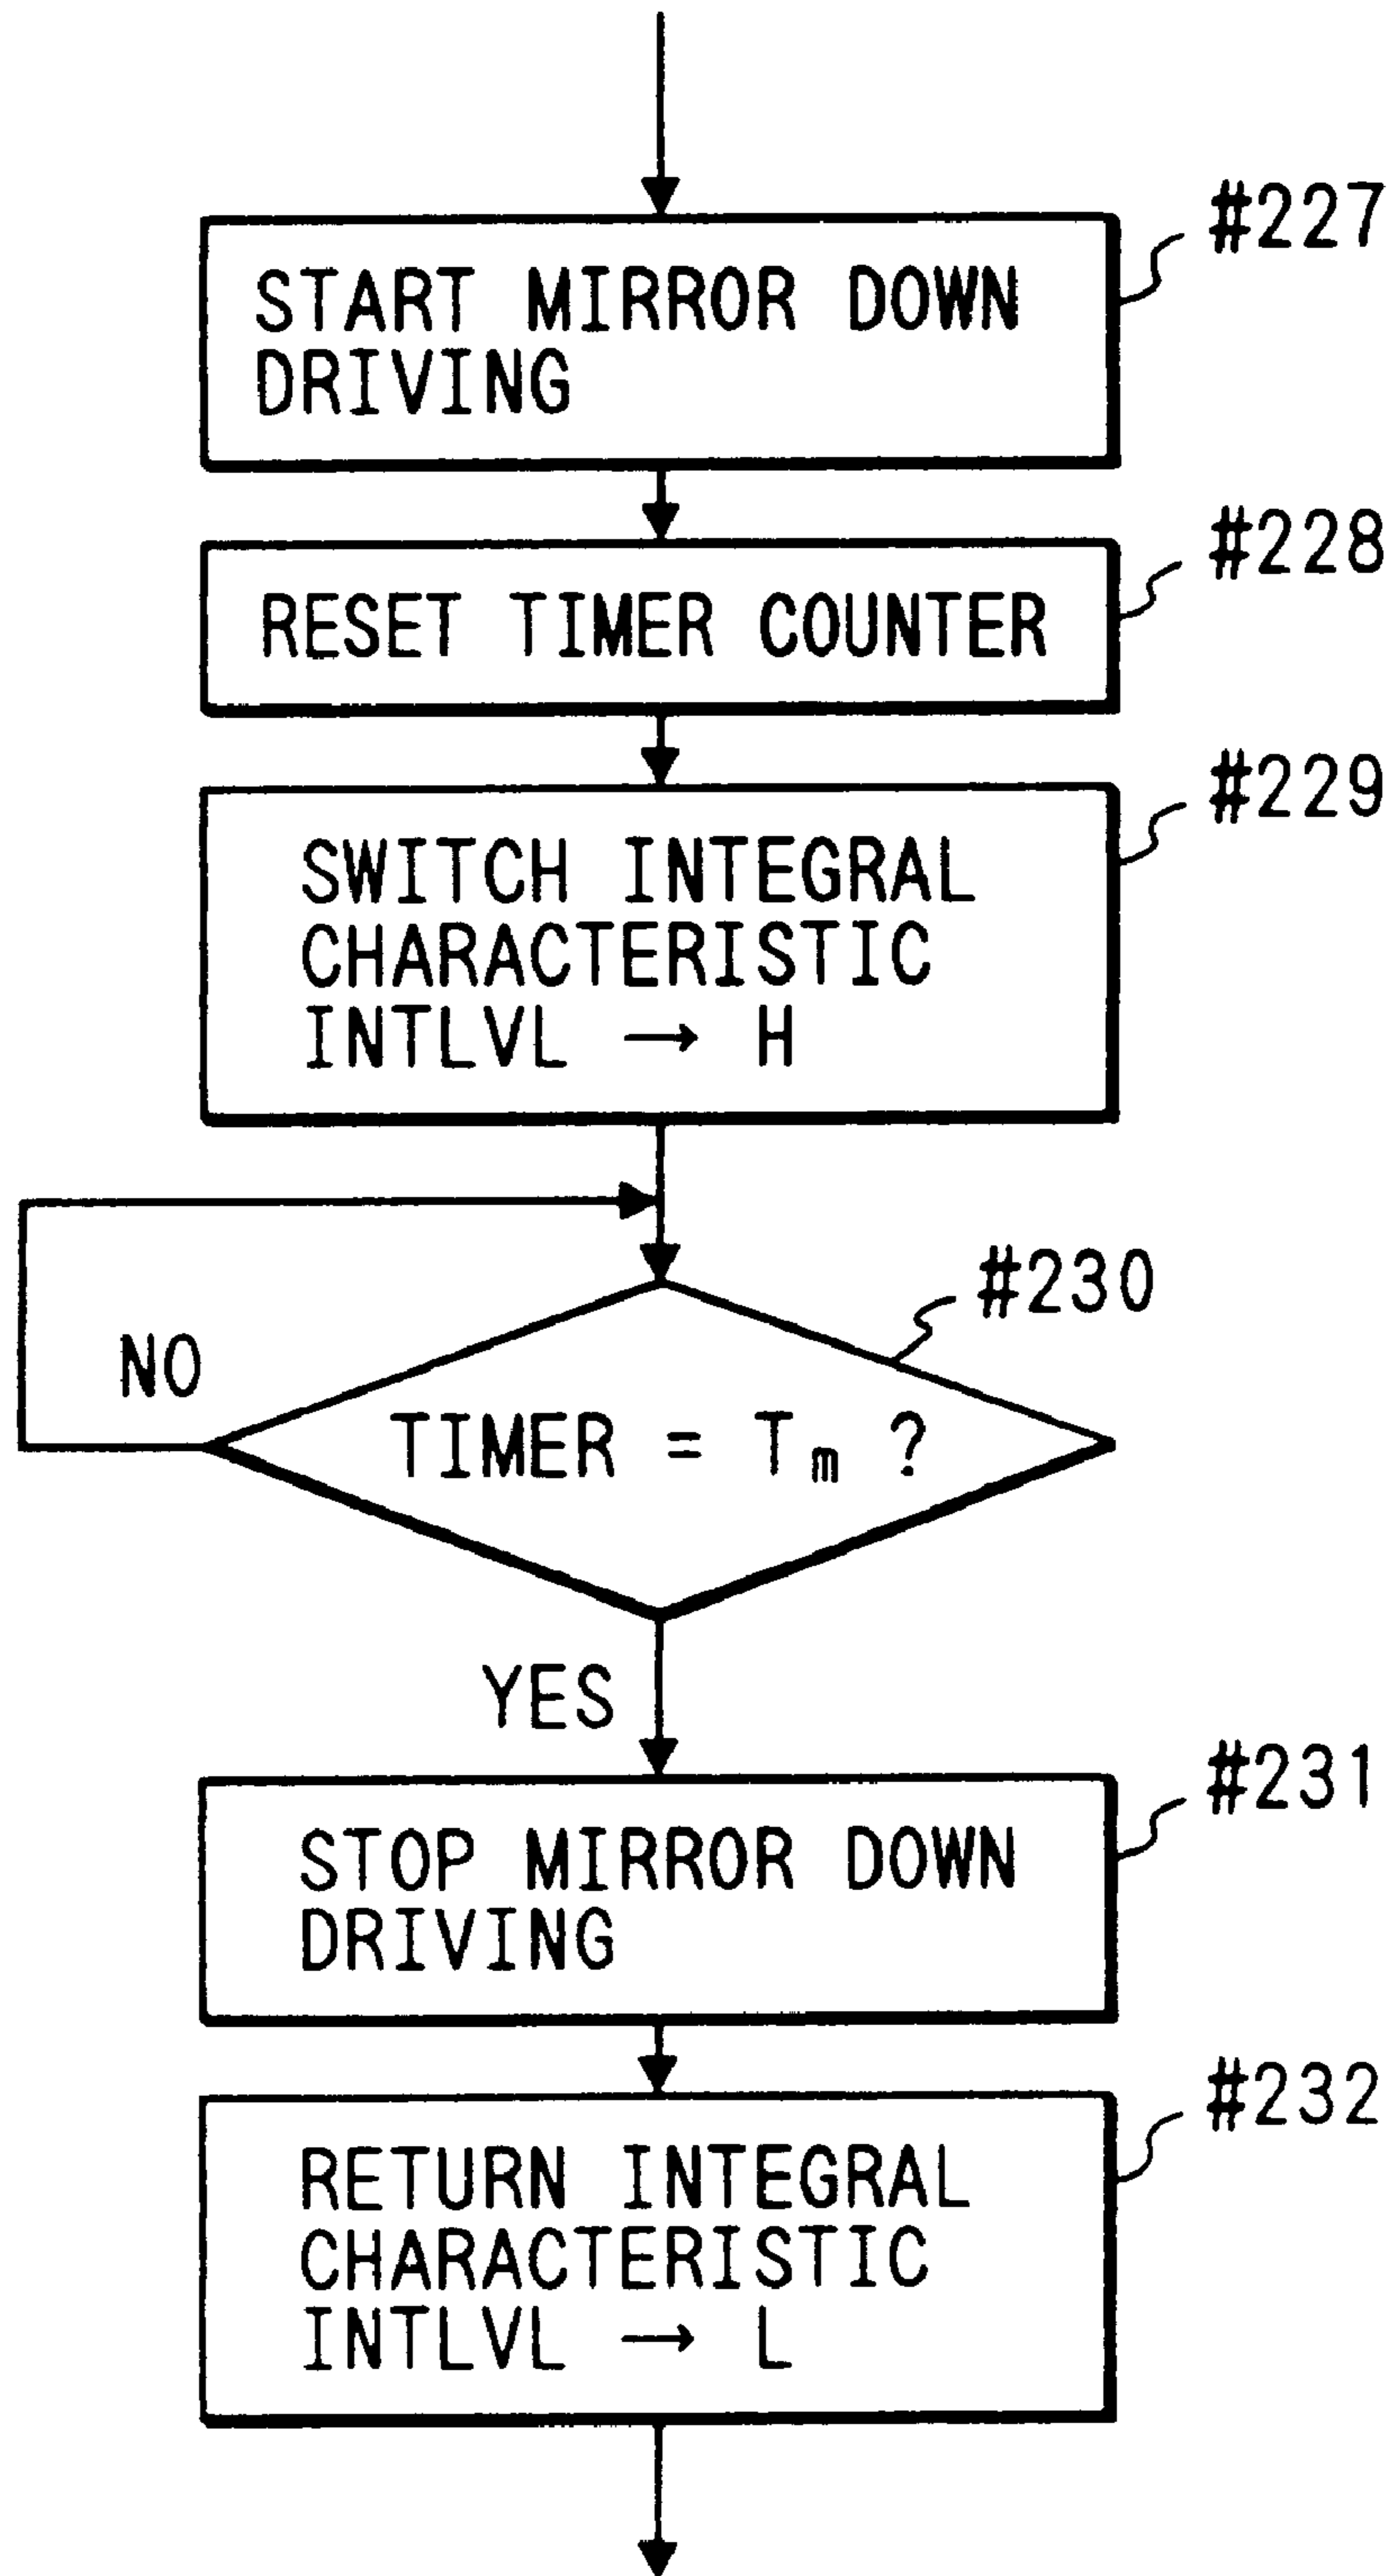 #227
START MIRROR DOWN
DRIVING
#228
RESET TIMER COUNTER
#229
SWITCH INTEGRAL
CHARACTERISTIC
INTLVL → H
#230
NO
TIMER = Tm ?
YES
#231
STOP MIRROR DOWN
DRIVING
#232
RETURN INTEGRAL
CHARACTERISTIC
INTLVL → L